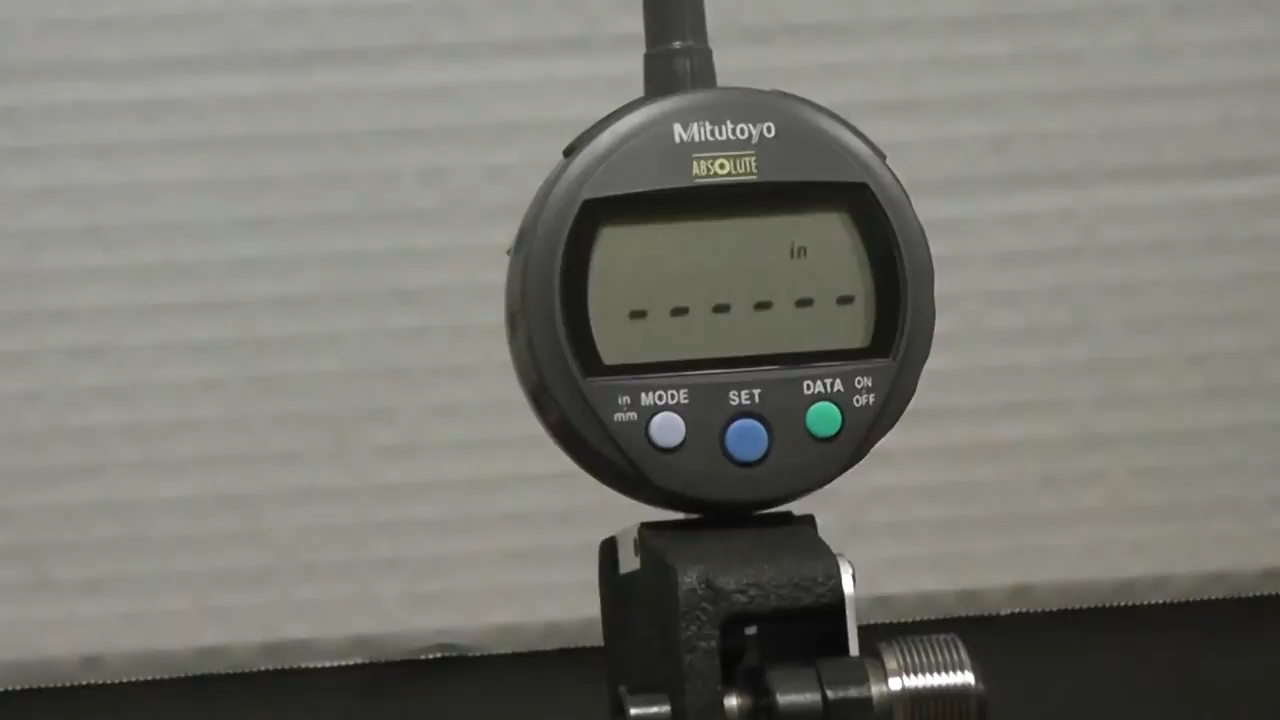 Mitutoyo
ABSOLUTE
in
- - - - - -
in
mm
MODE
SET
DATA
ON
OFF